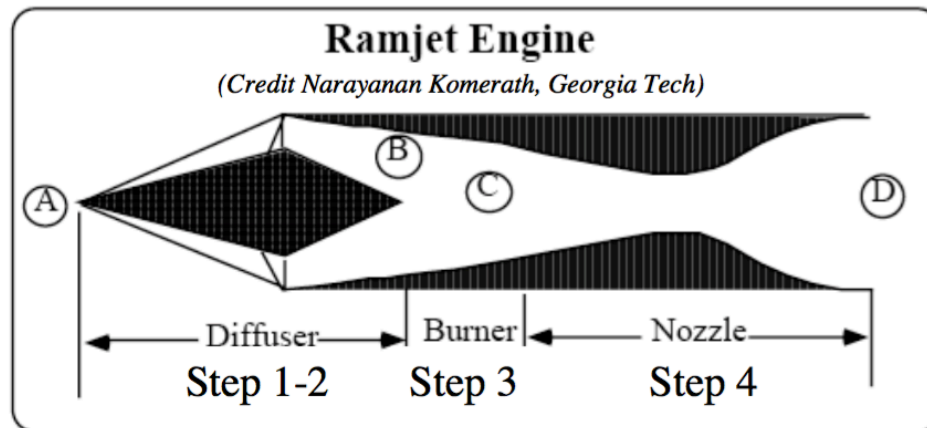 Ramjet Engine
(Credit Narayanan Komerath, Georgia Tech)
B
C
A
D
Diffuser
Burner
Nozzle
Step 1-2
Step 3
Step 4